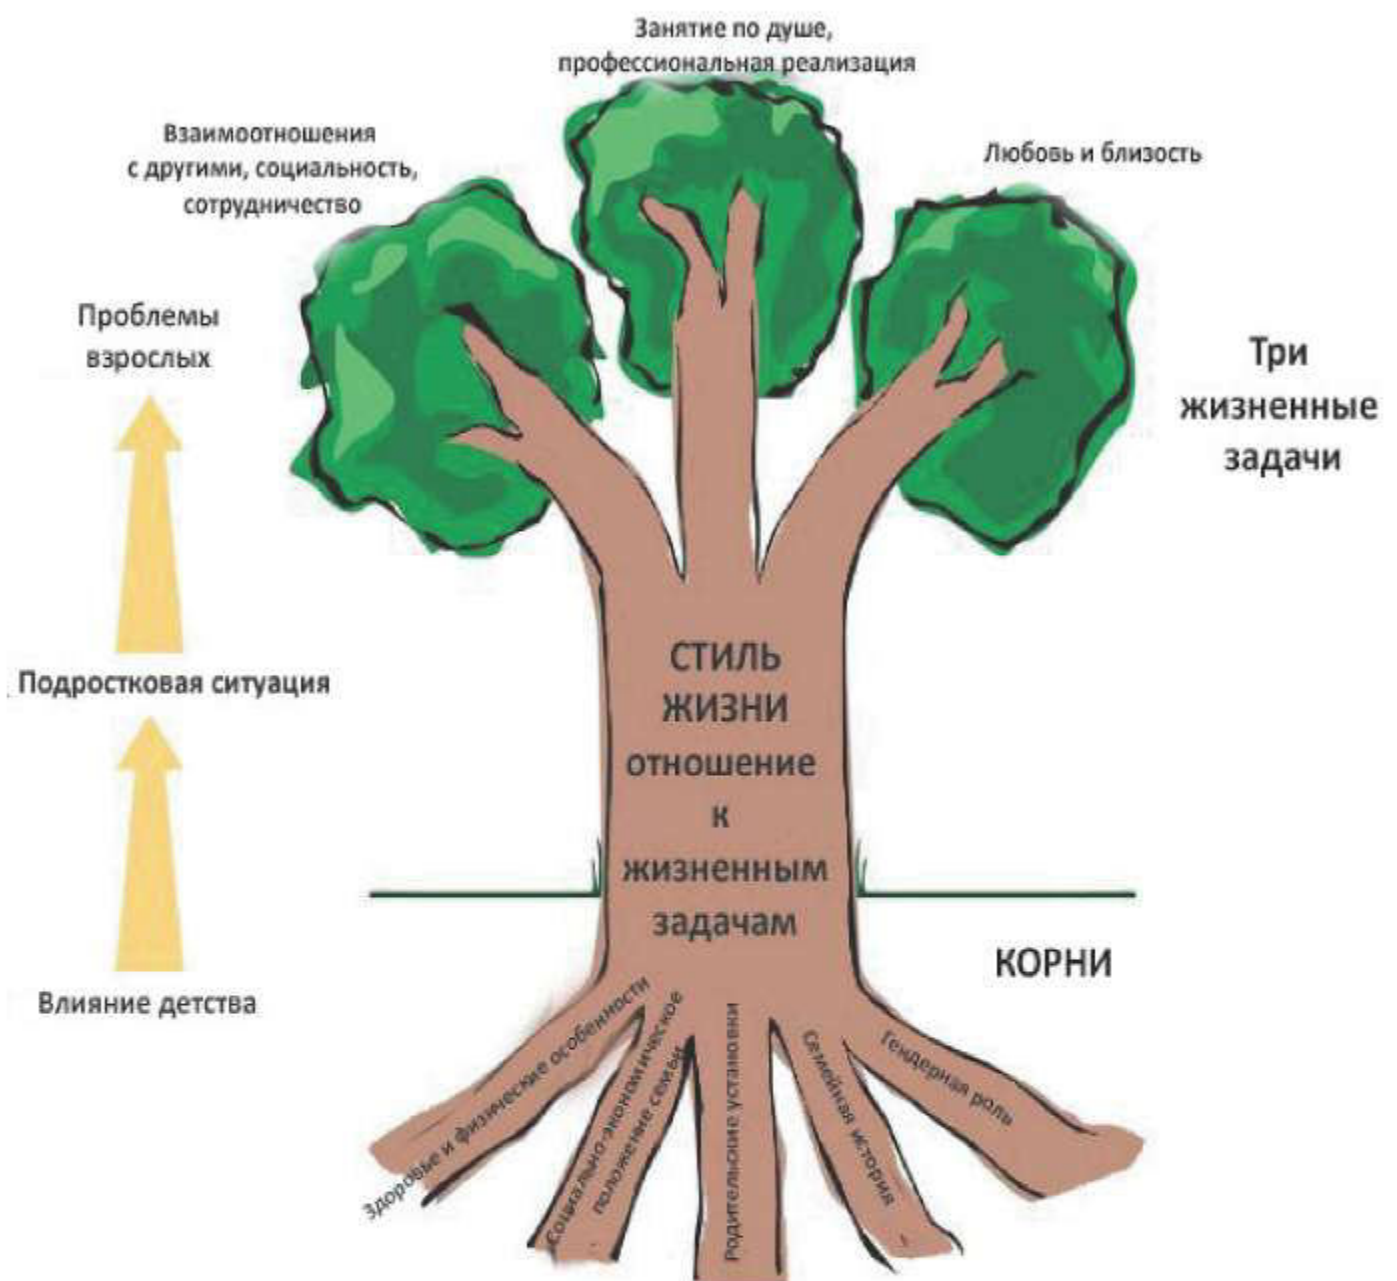 Занятие по душе,
профессиональная реализация
Взаимоотношения
с другими, социальность,
сотрудничество
Любовь и близость
Проблемы
взрослых
Три
жизненные
задачи
Подростковая ситуация
СТИЛЬ
ЖИЗНИ
отношение
к
жизненным
задачам
КОРНИ
Влияние детства
Здоровье и физические особенности
Социально-экономическое
положение семьи
Родительские установки
Семейная история
Гендерная роль